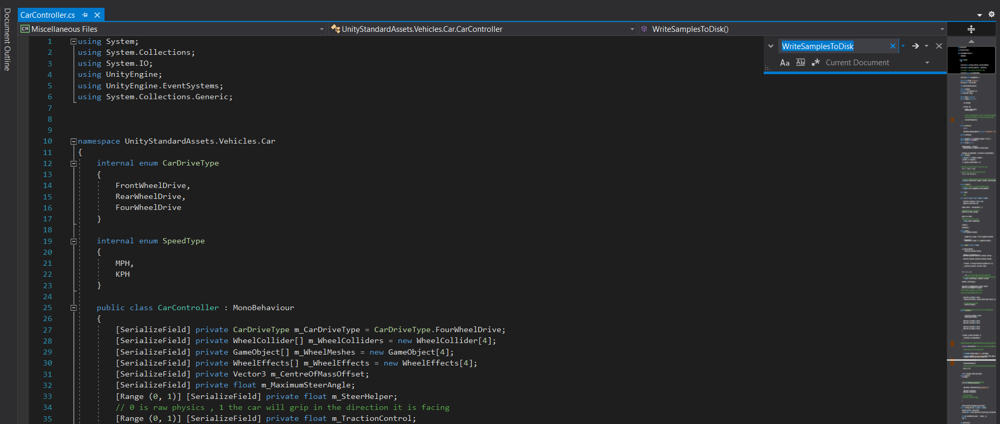 Document Outline
CarController.cs
C# Miscellaneous Files
UnityStandardAssets.Vehicles.Car.CarController
WriteSamplesToDisk()
WriteSamplesToDisk
Aa Abl .* Current Document
1 using System;
2 using System.Collections;
3 using System.IO;
4 using UnityEngine;
5 using UnityEngine.EventSystems;
6 using System.Collections.Generic;
7
8
9
10 namespace UnityStandardAssets.Vehicles.Car
11 {
12 internal enum CarDriveType
13 {
14 FrontWheelDrive,
15 RearWheelDrive,
16 FourWheelDrive
17 }
18
19 internal enum SpeedType
20 {
21 MPH,
22 KPH
23 }
24
25 public class CarController : MonoBehaviour
26 {
27 [SerializeField] private CarDriveType m_CarDriveType = CarDriveType.FourWheelDrive;
28 [SerializeField] private WheelCollider[] m_WheelColliders = new WheelCollider[4];
29 [SerializeField] private GameObject[] m_WheelMeshes = new GameObject[4];
30 [SerializeField] private WheelEffects[] m_WheelEffects = new WheelEffects[4];
31 [SerializeField] private Vector3 m_CentreOfMassOffset;
32 [SerializeField] private float m_MaximumSteerAngle;
33 [Range (0, 1)] [SerializeField] private float m_SteerHelper;
34 // 0 is raw physics , 1 the car will grip in the direction it is facing
35 [Range (0, 1)] [SerializeField] private float m_TractionControl;